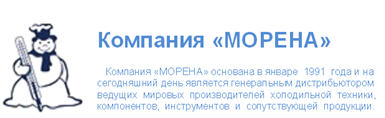 Компания «МОРЕНА»
Компания «МОРЕНА» основана в январе 1991 года и на
сегодняшний день является генеральным дистрибьютором
ведущих мировых производителей холодильной техники,
компонентов, инструментов и сопутствующей продукции.